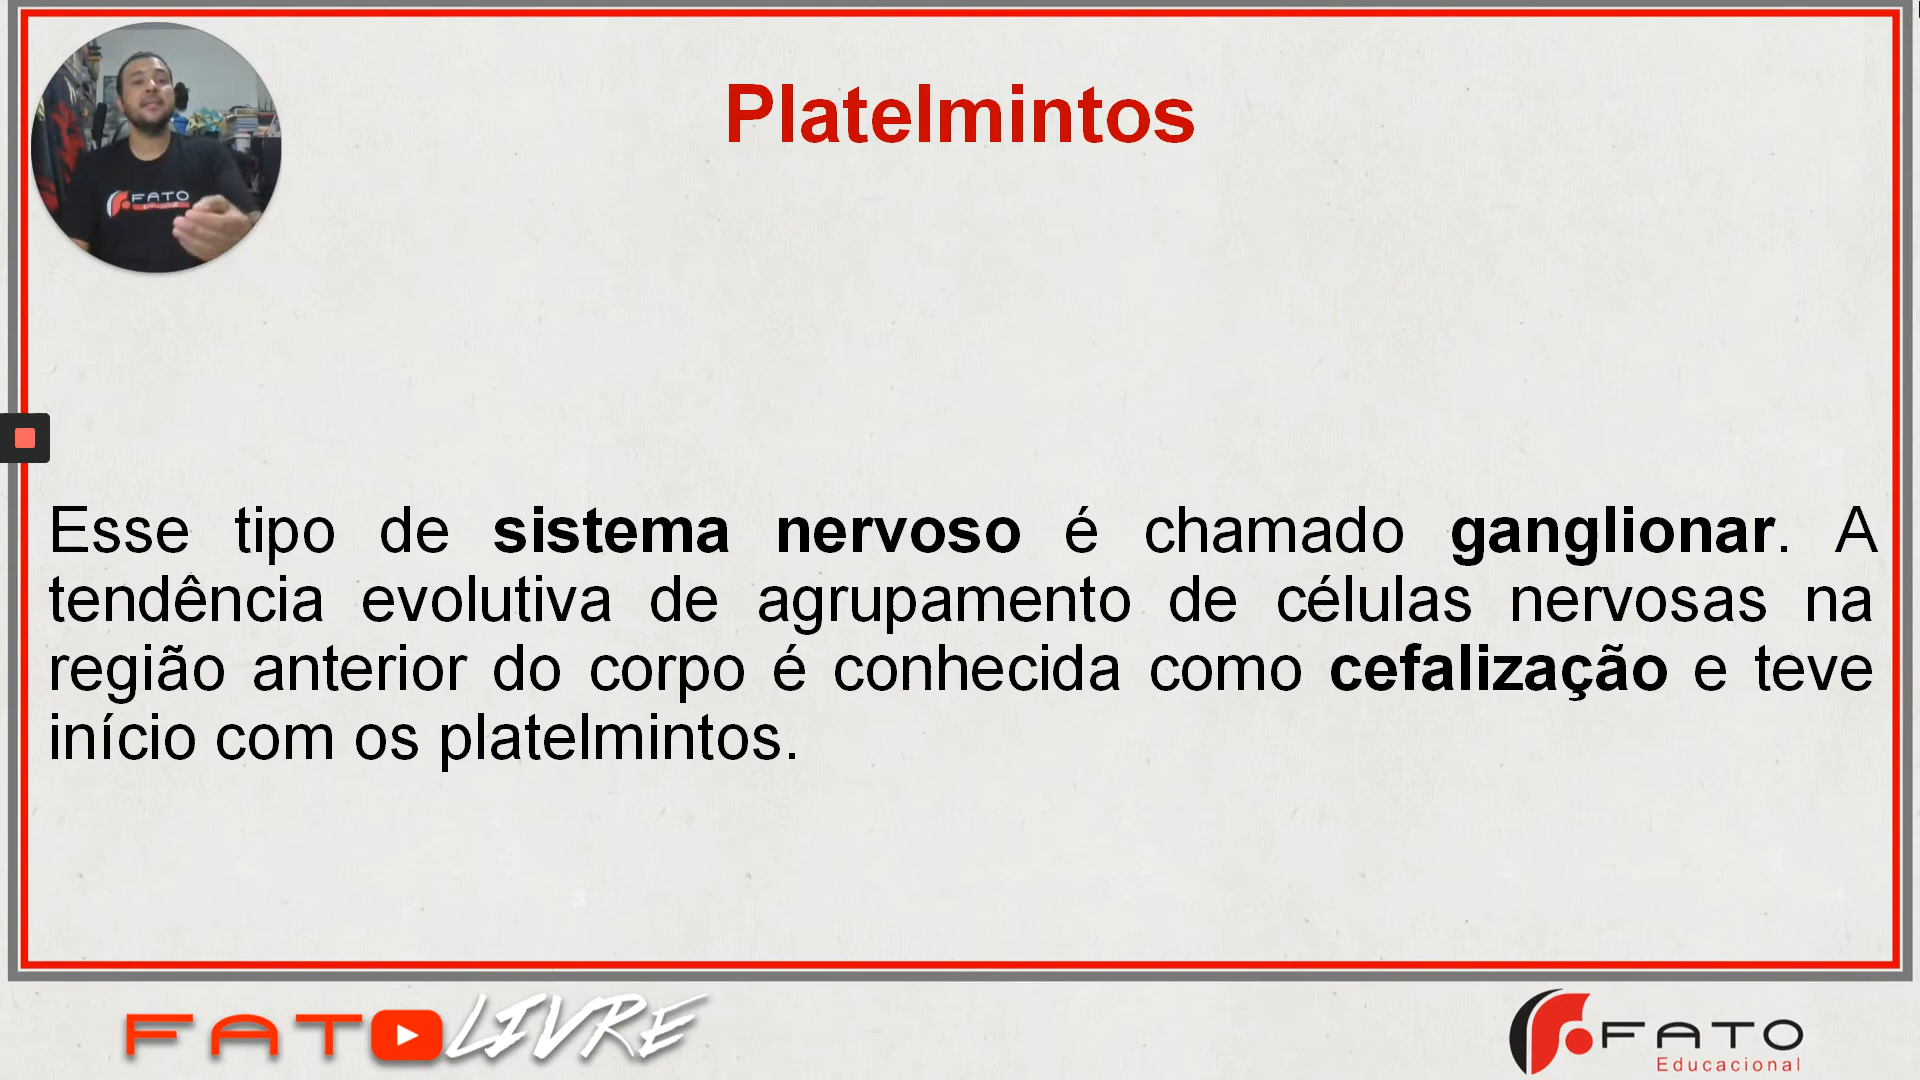 Platelmintos
FATO
Esse tipo de sistema nervoso é chamado ganglionar. A
tendência evolutiva de agrupamento de células nervosas na
região anterior do corpo é conhecida como cefalização e teve
início com os platelmintos.
FATO LIVRE
FATO
Educacional